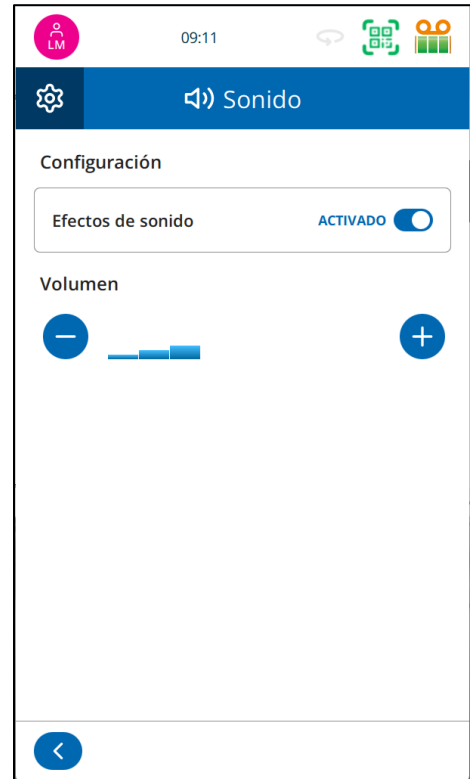 LM
09:11
Sonido
Configuración
Efectos de sonido ACTIVADO
Volumen